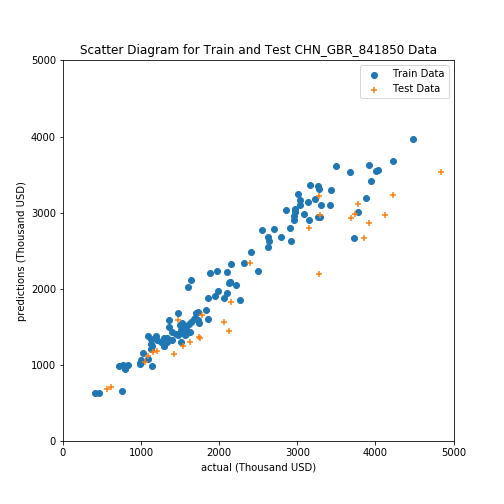 Scatter Diagram for Train and Test CHN_GBR_841850 Data
Train Data
Test Data
predictions (Thousand USD)
5000
4000
3000
2000
1000
0
0 1000 2000 3000 4000 5000
actual (Thousand USD)